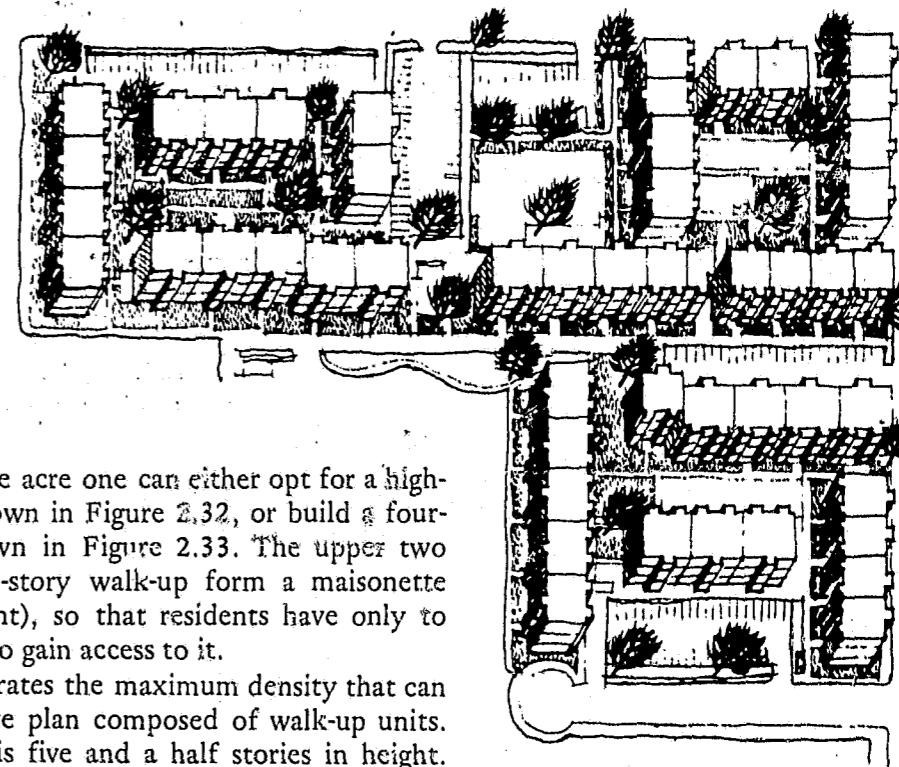 e acre one can either opt for a high-
own in Figure 2.32, or build a four-
wn in Figure 2.33. The upper two
-story walk-up form a maisonette
nt), so that residents have only to
o gain access to it.
rates the maximum density that can
e plan composed of walk-up units.
is five and a half stories in height.